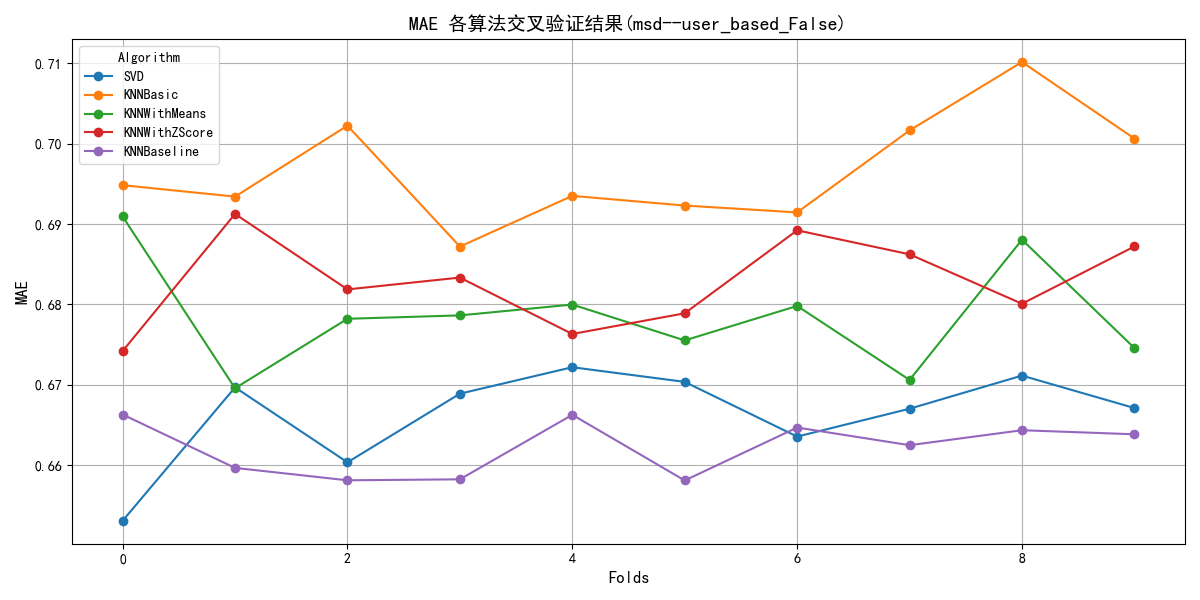 MAE 各算法交叉验证结果(msd--user_based_False)
Algorithm
SVD
KNNBasic
KNNWithMeans
KNNWithZScore
KNNBaseline
0.71
0.70
0.69
0.68
0.67
0.66
MAE
0 2 4 6 8
Folds